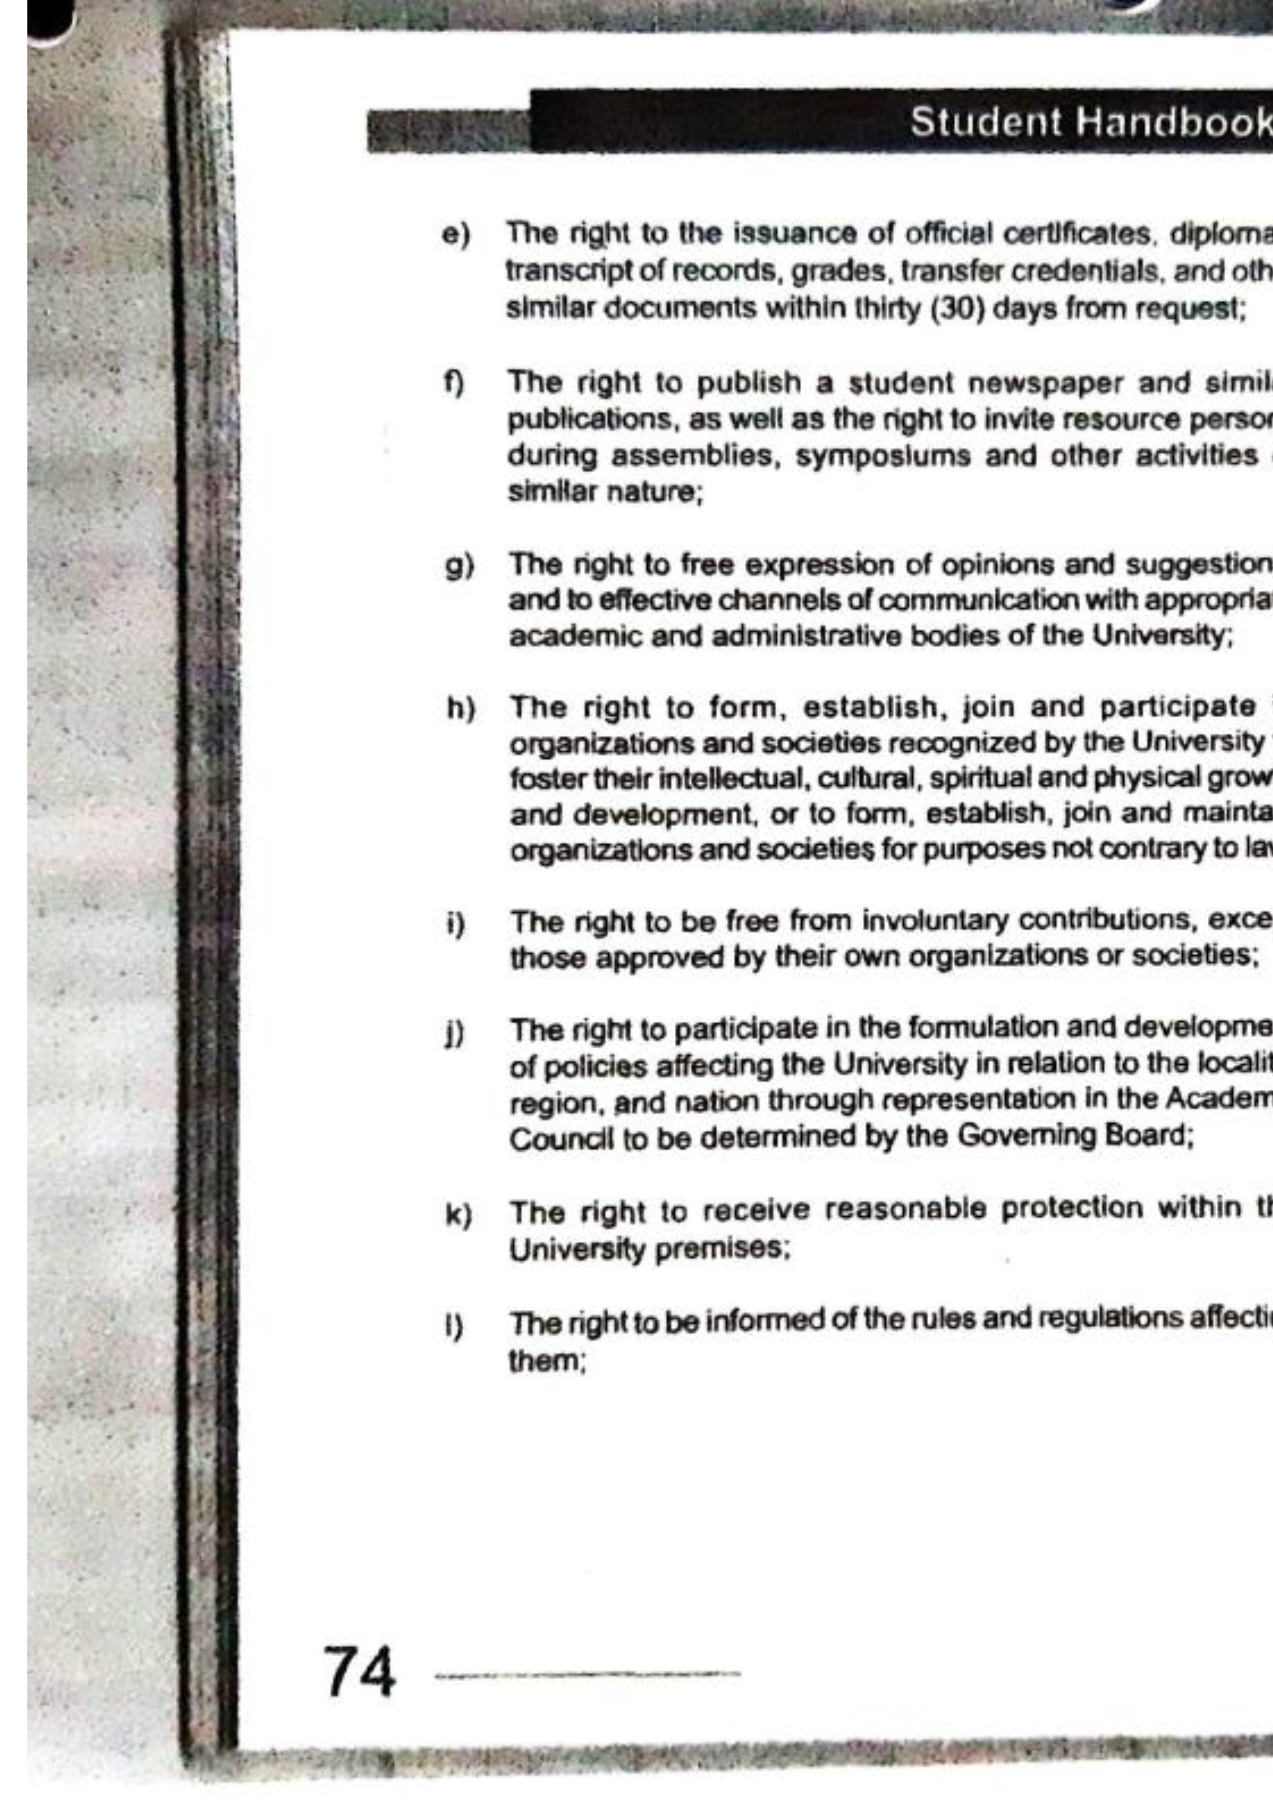 Student Handbook
e) The right to the issuance of official certificates, diploma
transcript of records, grades, transfer credentials, and oth
similar documents within thirty (30) days from request;
f) The right to publish a student newspaper and simil
publications, as well as the right to invite resource person
during assemblies, symposiums and other activities
similar nature;
g) The right to free expression of opinions and suggestion
and to effective channels of communication with appropria
academic and administrative bodies of the University;
h) The right to form, establish, join and participate
organizations and societies recognized by the University
foster their intellectual, cultural, spiritual and physical grow
and development, or to form, establish, join and mainta
organizations and societies for purposes not contrary to law
i) The right to be free from involuntary contributions, exce
those approved by their own organizations or societies;
j) The right to participate in the formulation and developme
of policies affecting the University in relation to the localit
region, and nation through representation in the Academ
Council to be determined by the Governing Board;
k) The right to receive reasonable protection within th
University premises;
l) The right to be informed of the rules and regulations affecti
them;
74